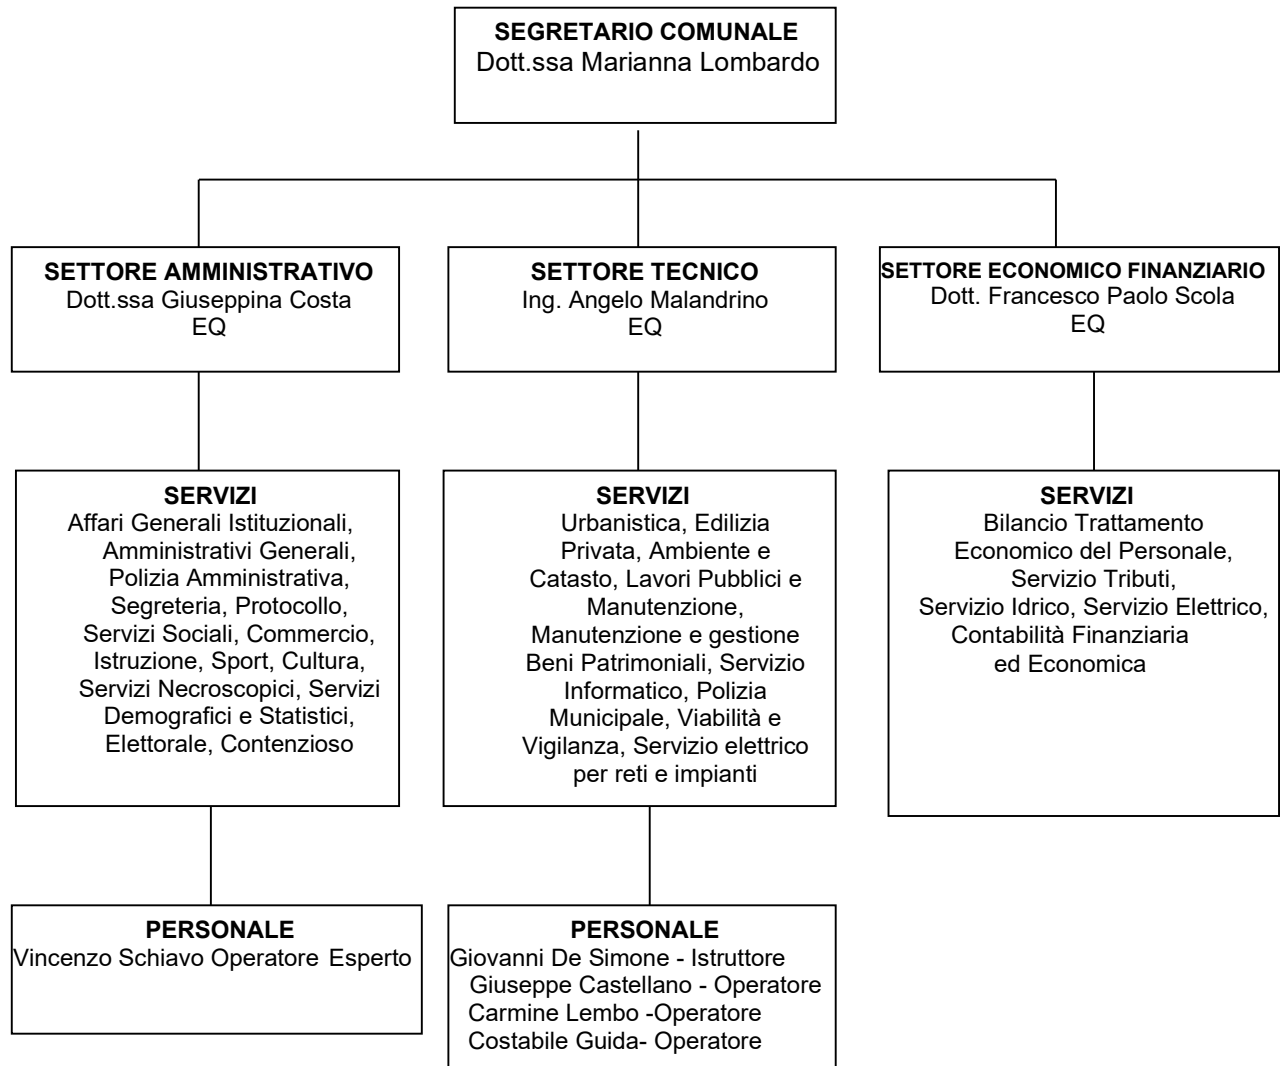 SEGRETARIO COMUNALE
Dott.ssa Marianna Lombardo
SETTORE AMMINISTRATIVO
Dott.ssa Giuseppina Costa
EQ
SETTORE TECNICO
Ing. Angelo Malandrino
EQ
SETTORE ECONOMICO FINANZIARIO
Dott. Francesco Paolo Scola
EQ
SERVIZI
Affari Generali Istituzionali,
Amministrativi Generali,
Polizia Amministrativa,
Segreteria, Protocollo,
Servizi Sociali, Commercio,
Istruzione, Sport, Cultura,
Servizi Necroscopici, Servizi
Demografici e Statistici,
Elettorale, Contenzioso
SERVIZI
Urbanistica, Edilizia
Privata, Ambiente e
Catasto, Lavori Pubblici e
Manutenzione,
Manutenzione e gestione
Beni Patrimoniali, Servizio
Informatico, Polizia
Municipale, Viabilità e
Vigilanza, Servizio elettrico
per reti e impianti
SERVIZI
Bilancio Trattamento
Economico del Personale,
Servizio Tributi,
Servizio Idrico, Servizio Elettrico,
Contabilità Finanziaria
ed Economica
PERSONALE
Vincenzo Schiavo Operatore Esperto
PERSONALE
Giovanni De Simone - Istruttore
Giuseppe Castellano - Operatore
Carmine Lembo -Operatore
Costabile Guida- Operatore